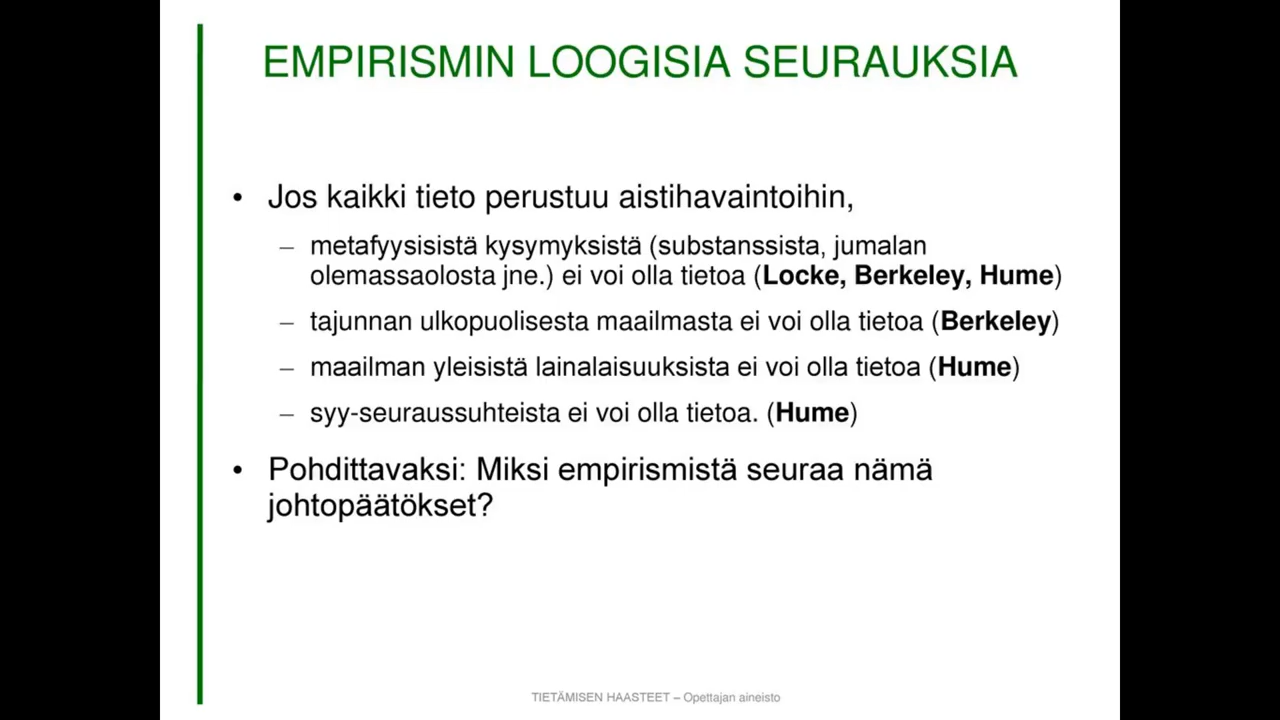 EMPIRISMIN LOOGISIA SEURAUKSIA
• Jos kaikki tieto perustuu aistihavaintoihin,
– metafyysisistä kysymyksistä (substanssista, jumalan
olemassaolosta jne.) ei voi olla tietoa (Locke, Berkeley, Hume)
– tajunnan ulkopuolisesta maailmasta ei voi olla tietoa (Berkeley)
– maailman yleisistä lainalaisuuksista ei voi olla tietoa (Hume)
– syy-seuraussuhteista ei voi olla tietoa. (Hume)
• Pohdittavaksi: Miksi empirismistä seuraa nämä
johtopäätökset?
TIETÄMISEN HAASTEET – Opettajan aineisto